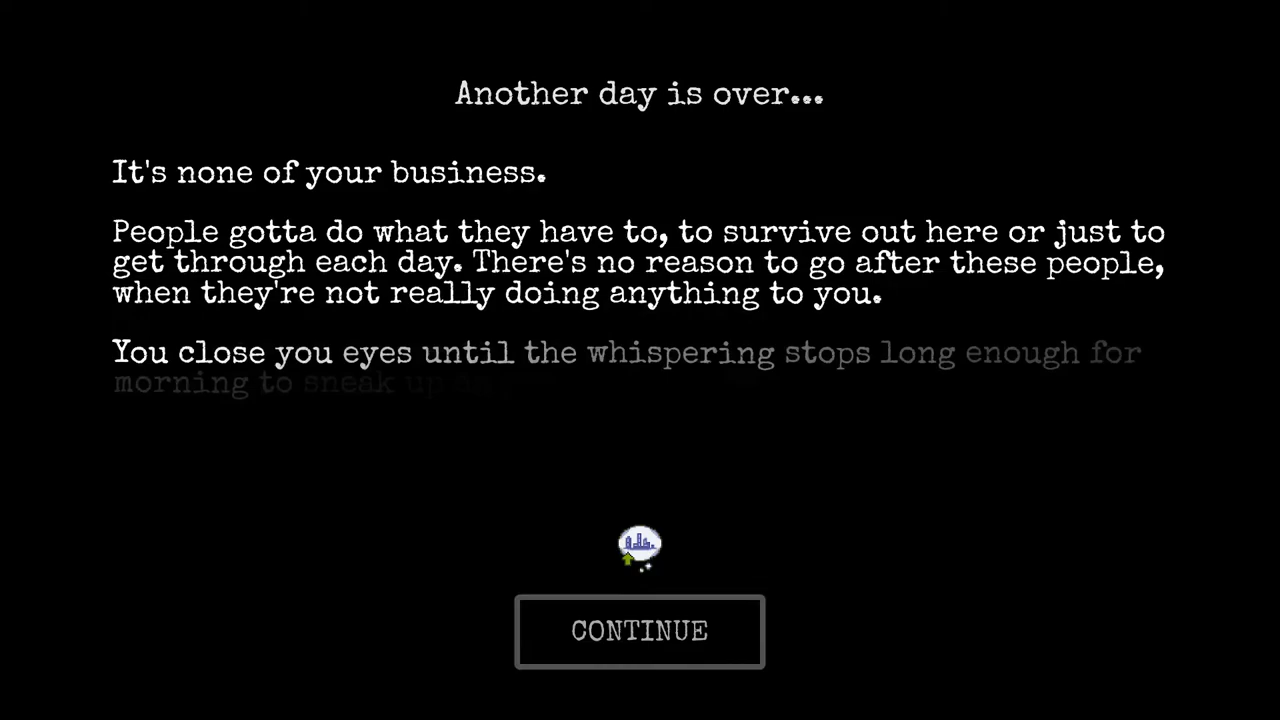 Another day is over...
It's none of your business.
People gotta do what they have to, to survive out here or just to
get through each day. There's no reason to go after these people,
when they're not really doing anything to you.
You close you eyes until the whispering stops long enough for
morning to sneak up
CONTINUE